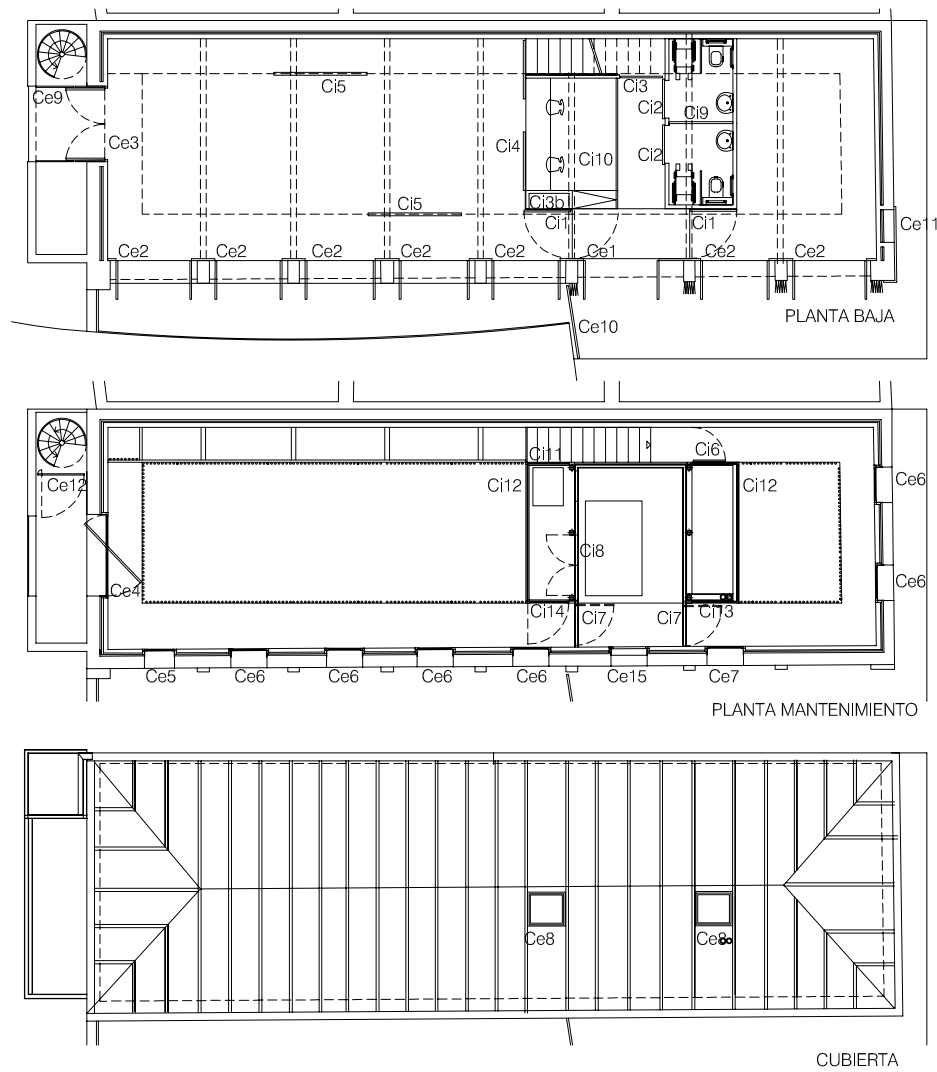 Ce9
Ci5
Ci3
Ci2
Ci9
Ce3
Ci4
Ci10
Ci2
Ci5
Ci3b
Ci1
Ci1
Ce11
Ce2
Ce2
Ce2
Ce2
Ce2
Ce1
Ce2
Ce2
PLANTA BAJA
Ce10
Ci11
Ci6
Ce12
Ci12
Ci12
Ce6
Ci8
Ce4
Ce6
Ci14
Ci7
Ci7
Ci13
Ce5
Ce6
Ce6
Ce6
Ce6
Ce15
Ce7
PLANTA MANTENIMIENTO
Ce8
Ce8
CUBIERTA